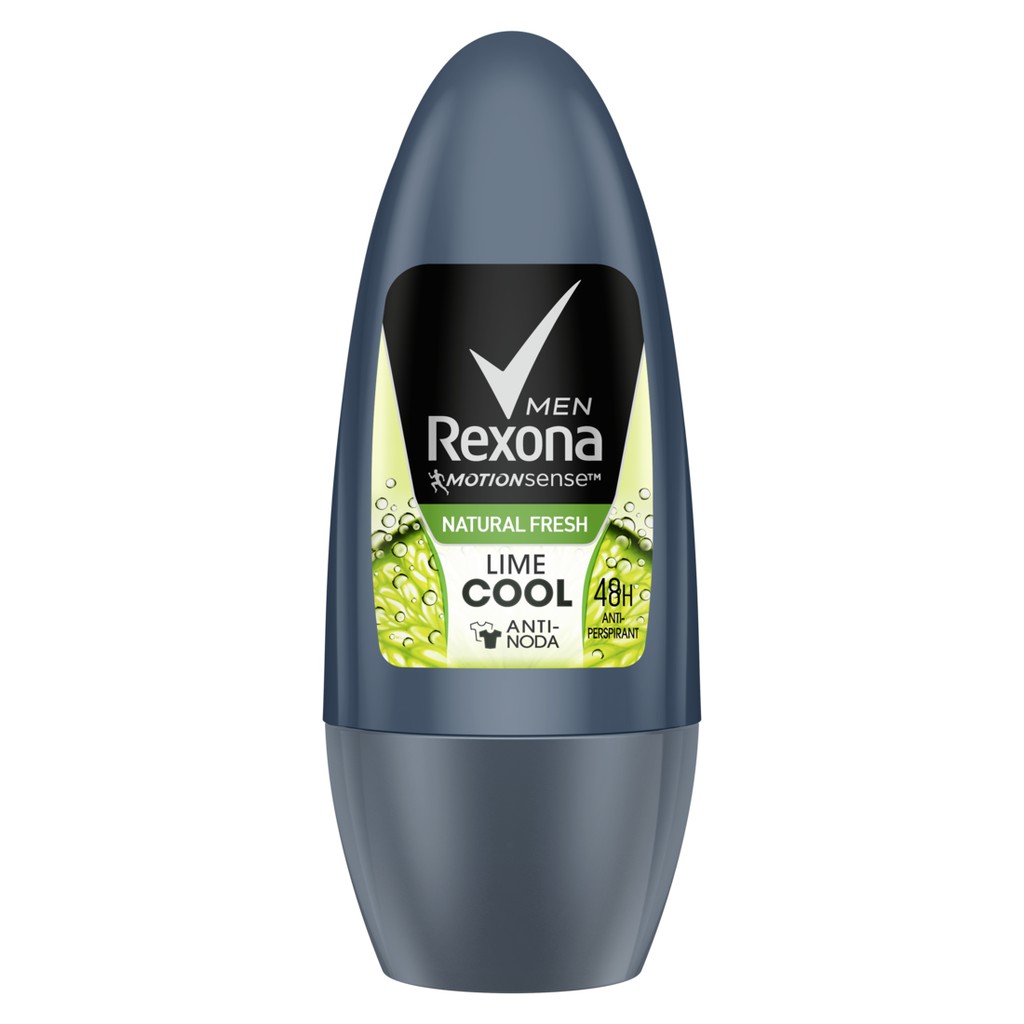 MEN
Rexona
MOTIONsense™
NATURAL FRESH
LIME
COOL
ANTI-
NODA
48H
ANTI-
PERSPIRANT